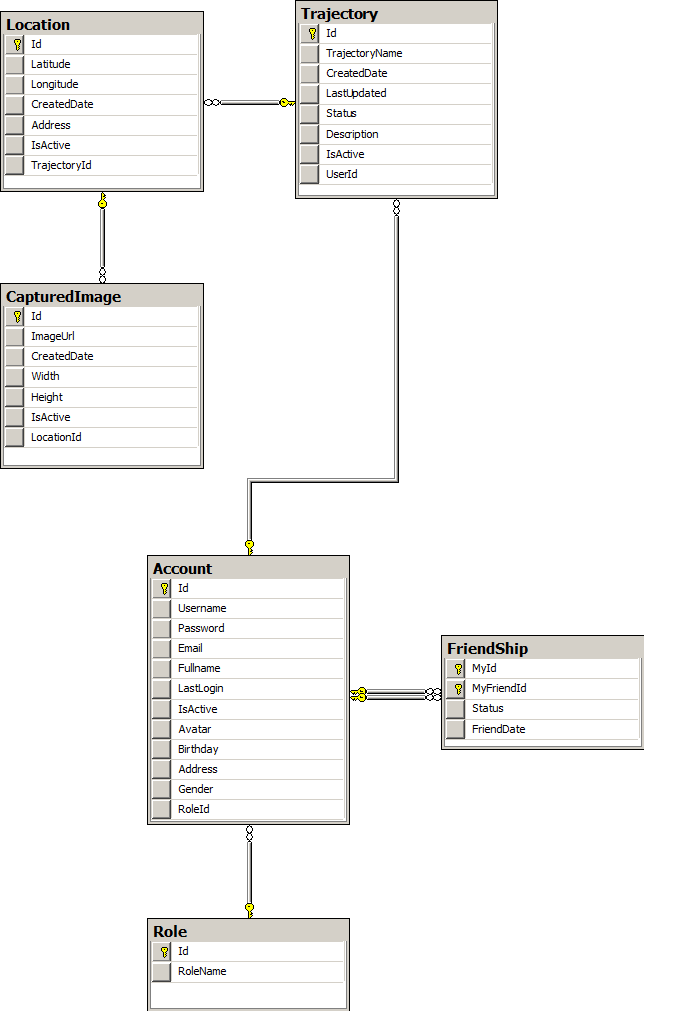 Location
Id
Latitude
Longitude
CreatedDate
Address
IsActive
TrajectoryId
Trajectory
Id
TrajectoryName
CreatedDate
LastUpdated
Status
Description
IsActive
UserId
CapturedImage
Id
ImageUrl
CreatedDate
Width
Height
IsActive
LocationId
Account
Id
Username
Password
Email
Fullname
LastLogin
IsActive
Avatar
Birthday
Address
Gender
RoleId
FriendShip
MyId
MyFriendId
Status
FriendDate
Role
Id
RoleName